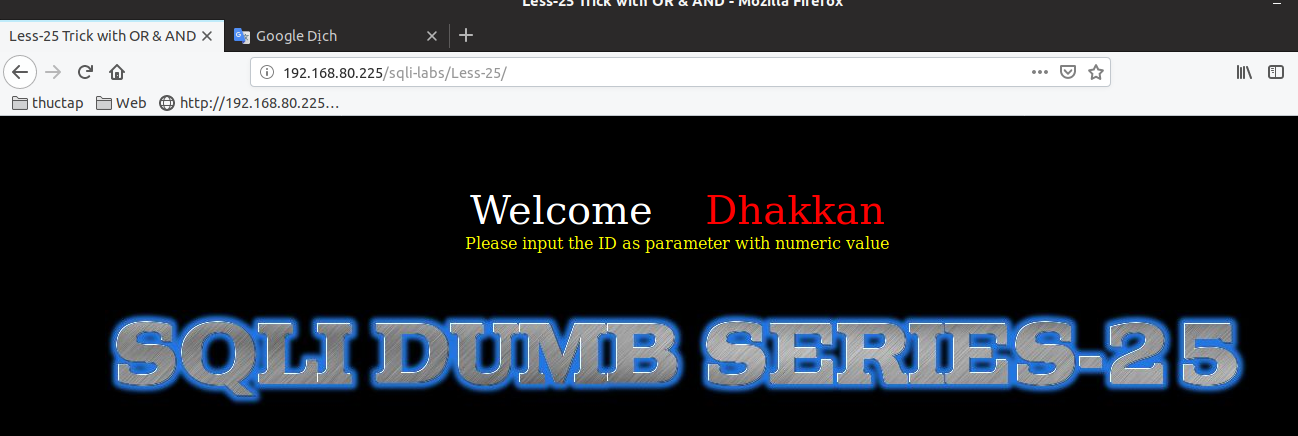 Less-25 Trick with OR & AND - Mozilla Firefox
Less-25 Trick with OR & AND
Google Dịch
192.168.80.225/sqli-labs/Less-25/
thuctap Web http://192.168.80.225…
Welcome Dhakkan
Please input the ID as parameter with numeric value
SQLI DUMB SERIES-25